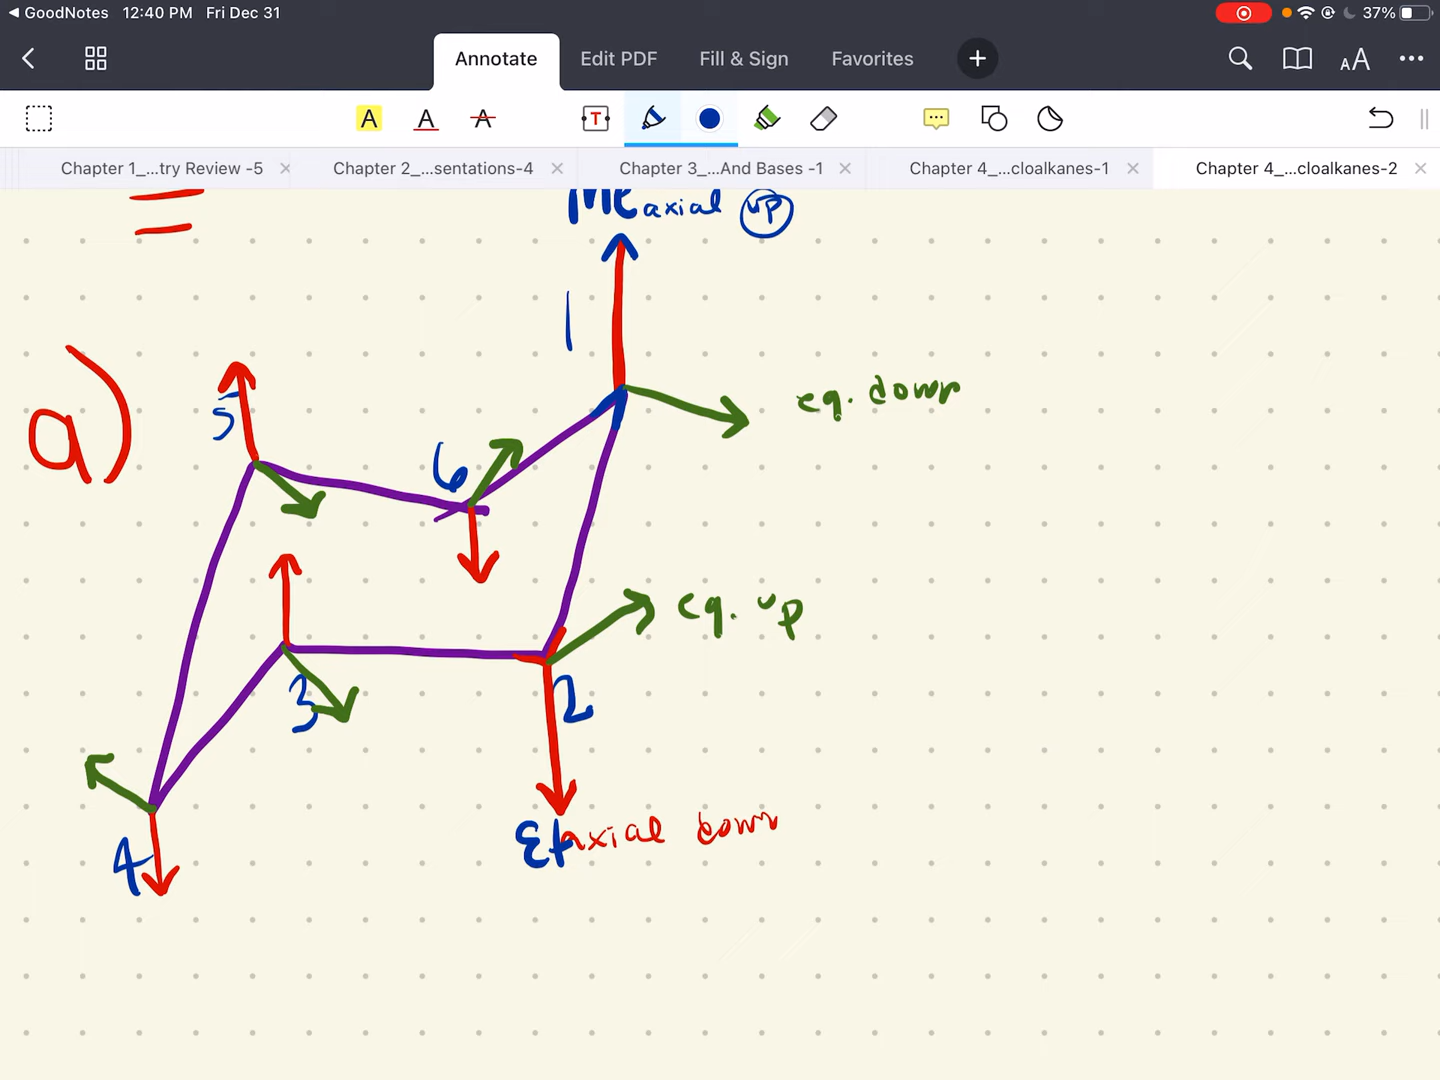 GoodNotes 12:40 PM Fri Dec 31 37%
Annotate Edit PDF Fill & Sign Favorites
A A A T AA
Chapter 1_...try Review -5 Chapter 2_...sentations-4 Chapter 3_...And Bases -1 Chapter 4_...cloalkanes-1 Chapter 4_...cloalkanes-2
Me axial up
1
a)
5
eq. down
6
eq. up
3
2
4
Et axial down